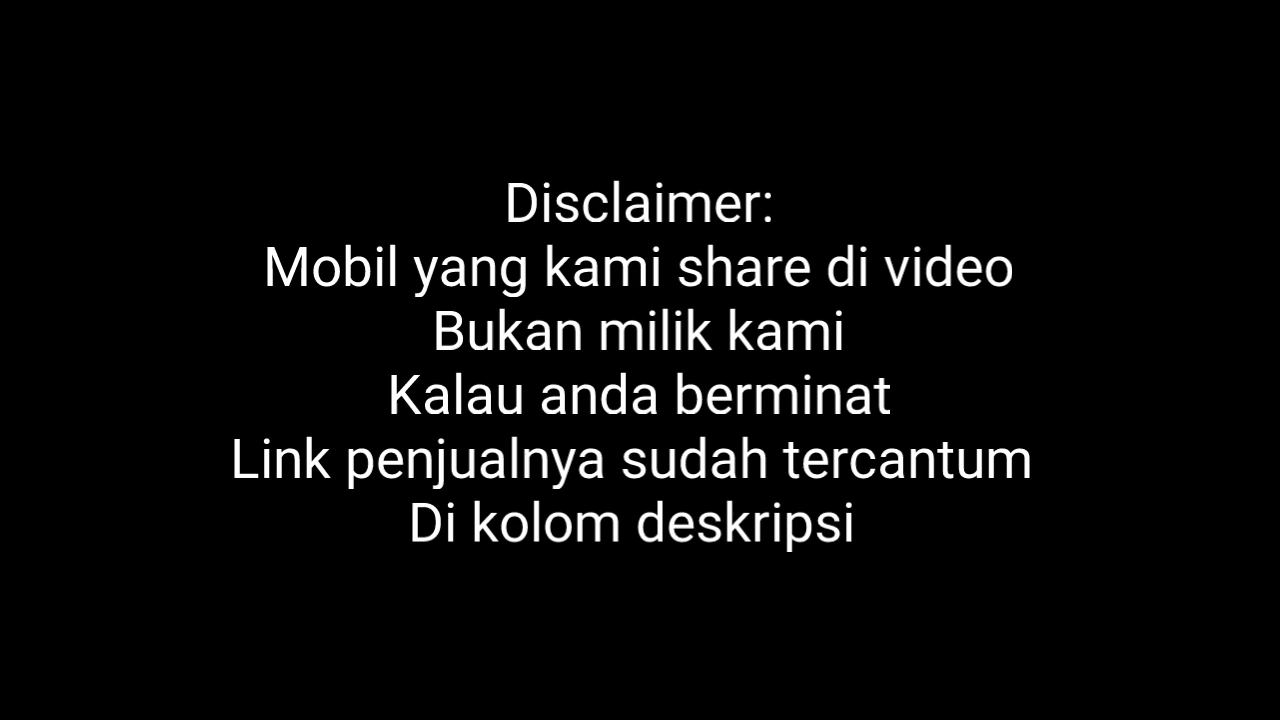 Disclaimer:
Mobil yang kami share di video
Bukan milik kami
Kalau anda berminat
Link penjualnya sudah tercantum
Di kolom deskripsi